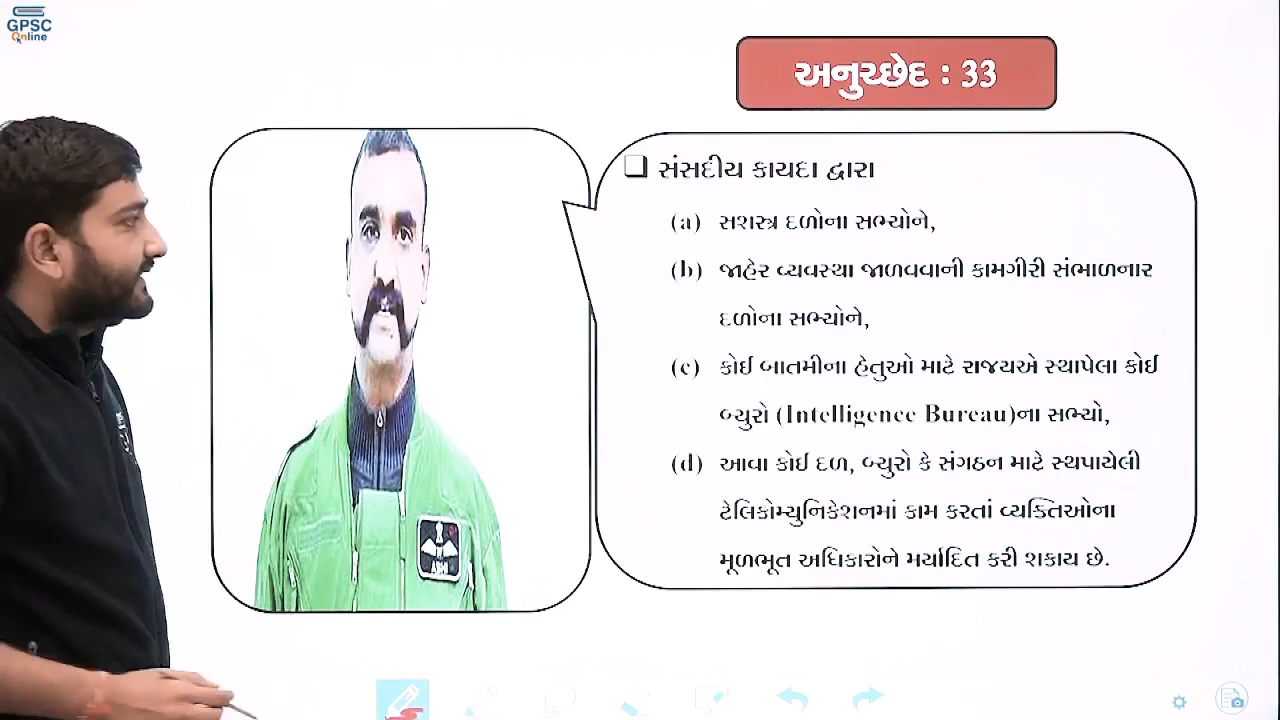 GPSC
Online
અનુચ્છેદ : 33
❑ સંસદીય કાયદા દ્વારા
(a) સશસ્ત્ર દળોના સભ્યોને,
(b) જાહેર વ્યવસ્થા જાળવવાની કામગીરી સંભાળનાર
દળોના સભ્યોને,
(c) કોઈ બાતમીના હેતુઓ માટે રાજ્યએ સ્થાપેલા કોઈ
બ્યુરો (Intelligence Bureau)ના સભ્યો,
(d) આવા કોઈ દળ, બ્યુરો કે સંગઠન માટે સ્થપાયેલી
ટેલિકોમ્યુનિકેશનમાં કામ કરતાં વ્યક્તિઓના
મૂળભૂત અધિકારોને મર્યાદિત કરી શકાય છે.